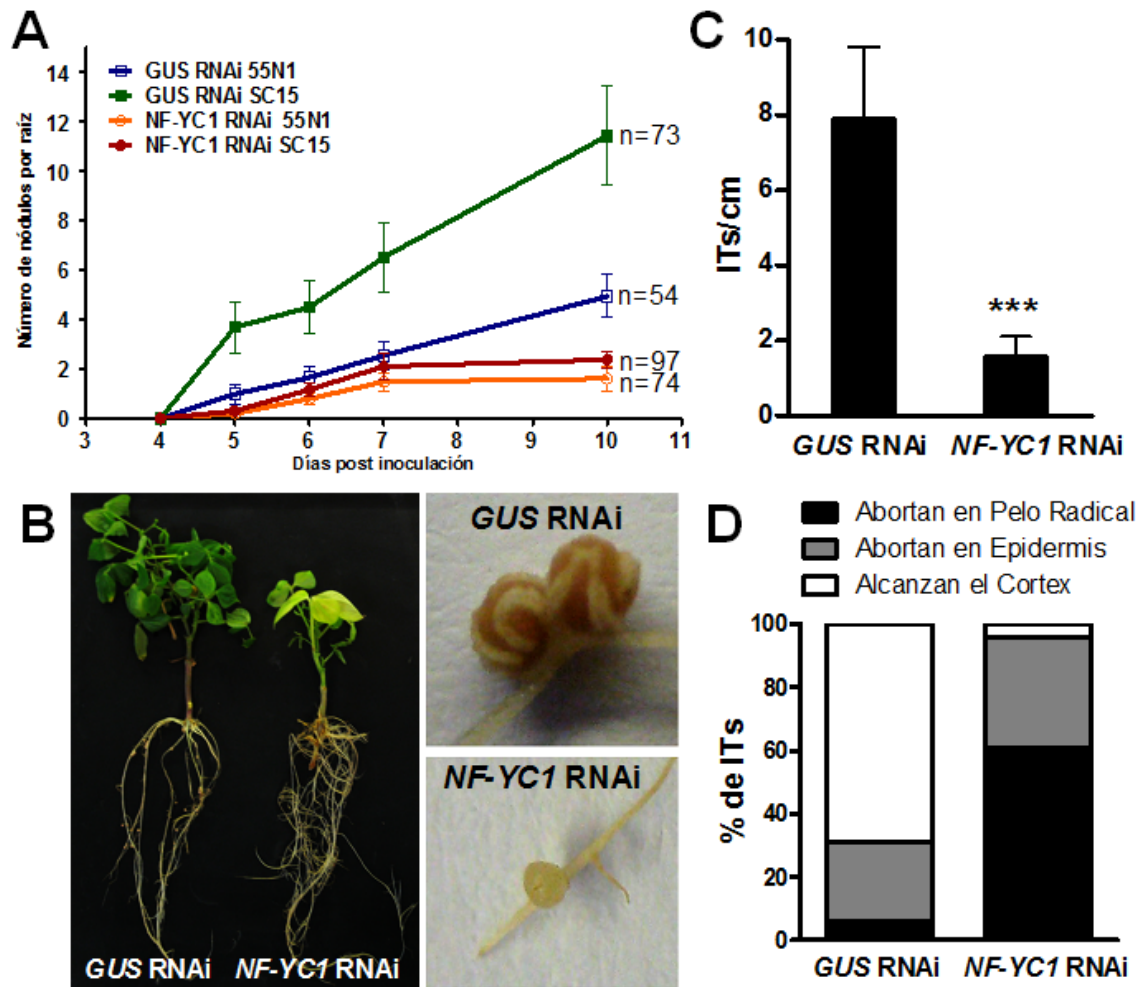 A
Número de nódulos por raíz
14
12
10
8
6
4
2
0
GUS RNAi 55N1
GUS RNAi SC15
NF-YC1 RNAi 55N1
NF-YC1 RNAi SC15
n=73
n=54
n=97
n=74
3 4 5 6 7 8 9 10 11
Días post inoculación
C
ITs/cm
10
8
6
4
2
0
***
GUS RNAi NF-YC1 RNAi
B
GUS RNAi NF-YC1 RNAi
GUS RNAi
NF-YC1 RNAi
D
Abortan en Pelo Radical
Abortan en Epidermis
Alcanzan el Cortex
% de ITs
100
80
60
40
20
0
GUS RNAi NF-YC1 RNAi